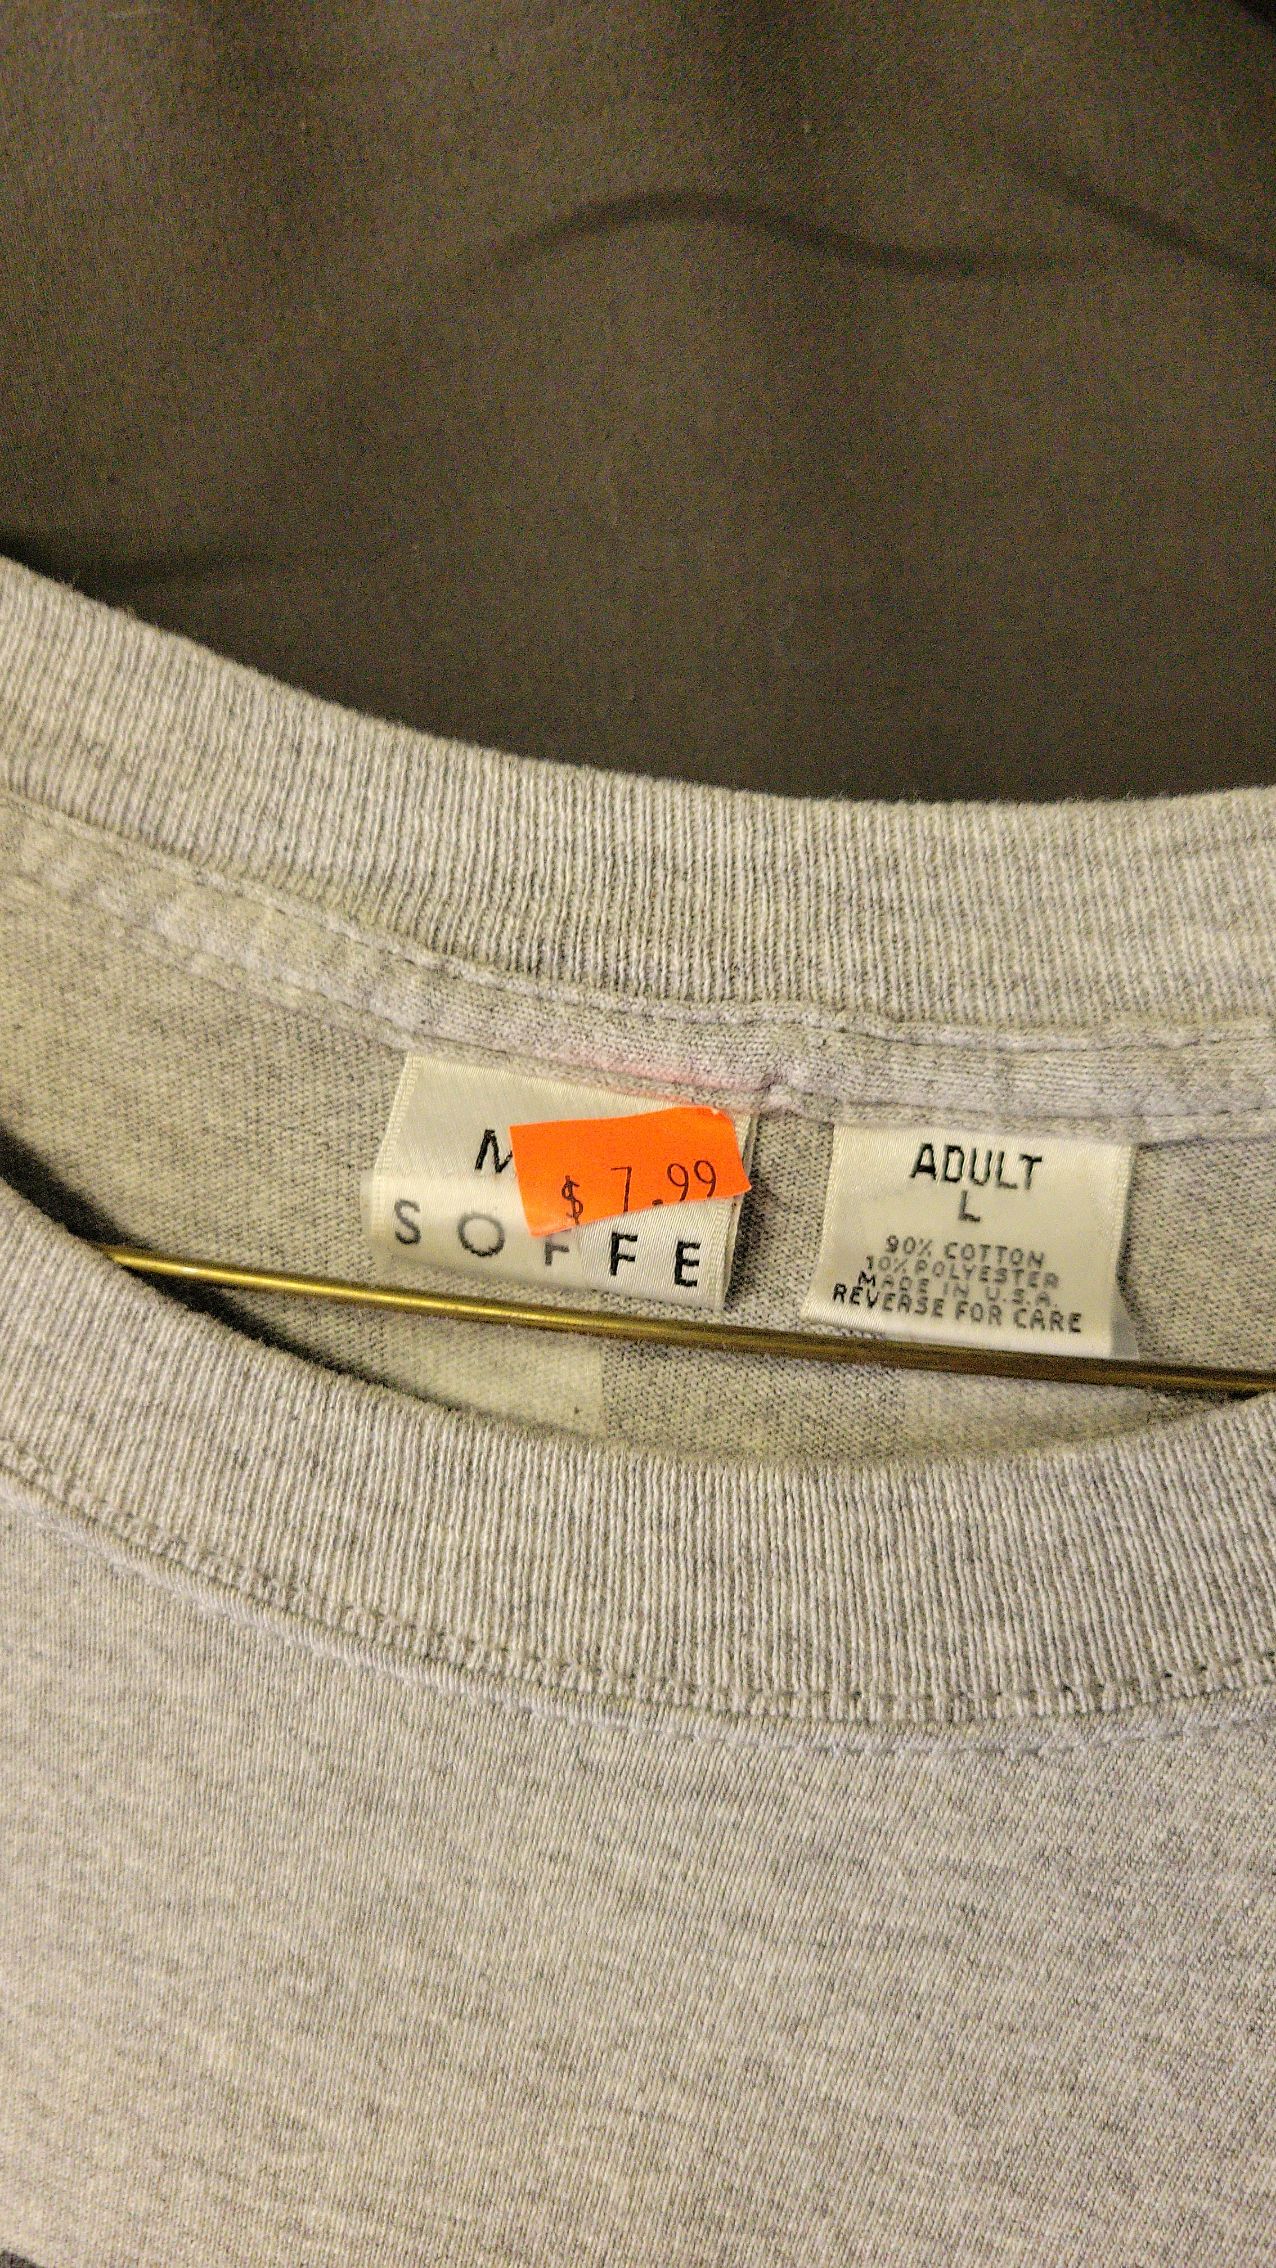 M
$ 7.99
SOFFE
ADULT
L
90% COTTON
10% POLYESTER
MADE IN U.S.A.
REVERSE FOR CARE